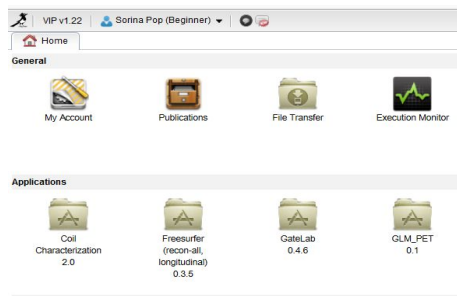 VIP v1.22 Sorina Pop (Beginner)
Home
General
My Account Publications File Transfer Execution Monitor
Applications
Coil Freesurfer GateLab GLM_PET
Characterization (recon-all, 0.4.6 0.1
2.0 longitudinal)
0.3.5